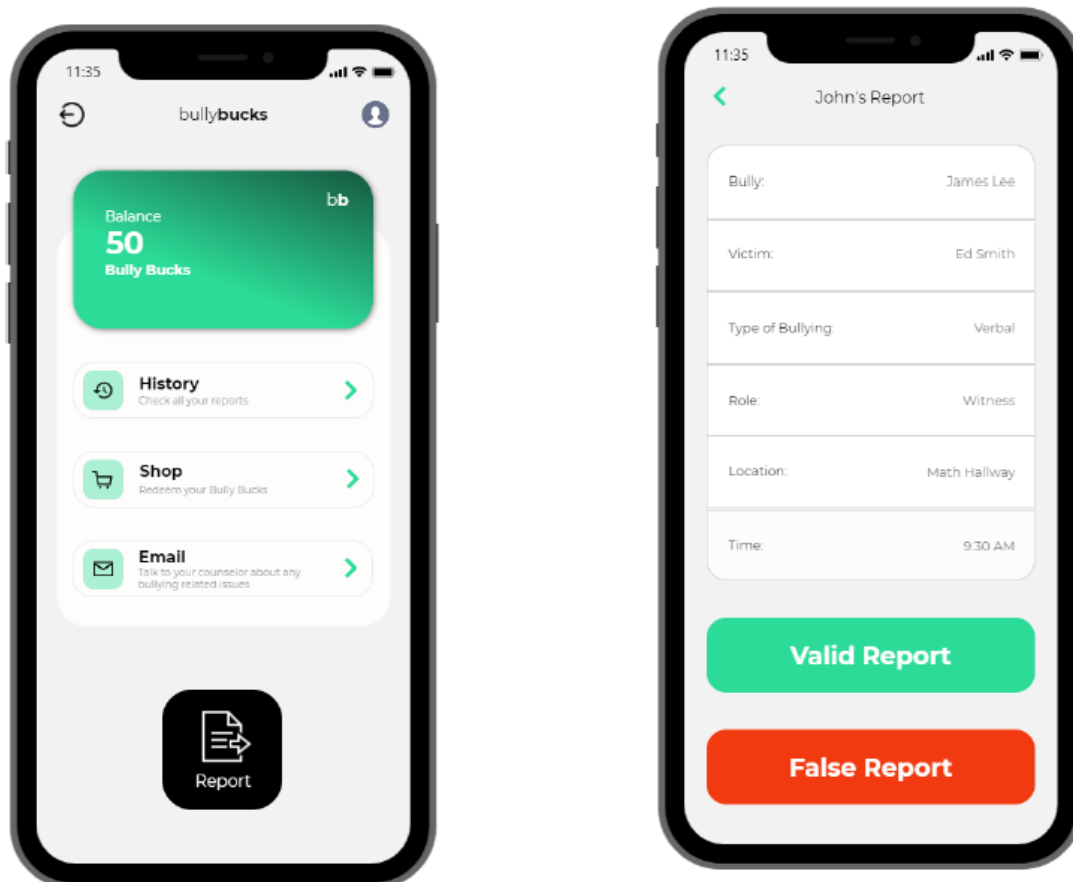 11:35
bullybucks
bb
Balance
50
Bully Bucks
History
Check all your reports
Shop
Redeem your Bully Bucks
Email
Talk to your counselor about any
bullying related issues
Report
11:35
John's Report
Bully: James Lee
Victim: Ed Smith
Type of Bullying: Verbal
Role: Witness
Location: Math Hallway
Time: 9:30 AM
Valid Report
False Report